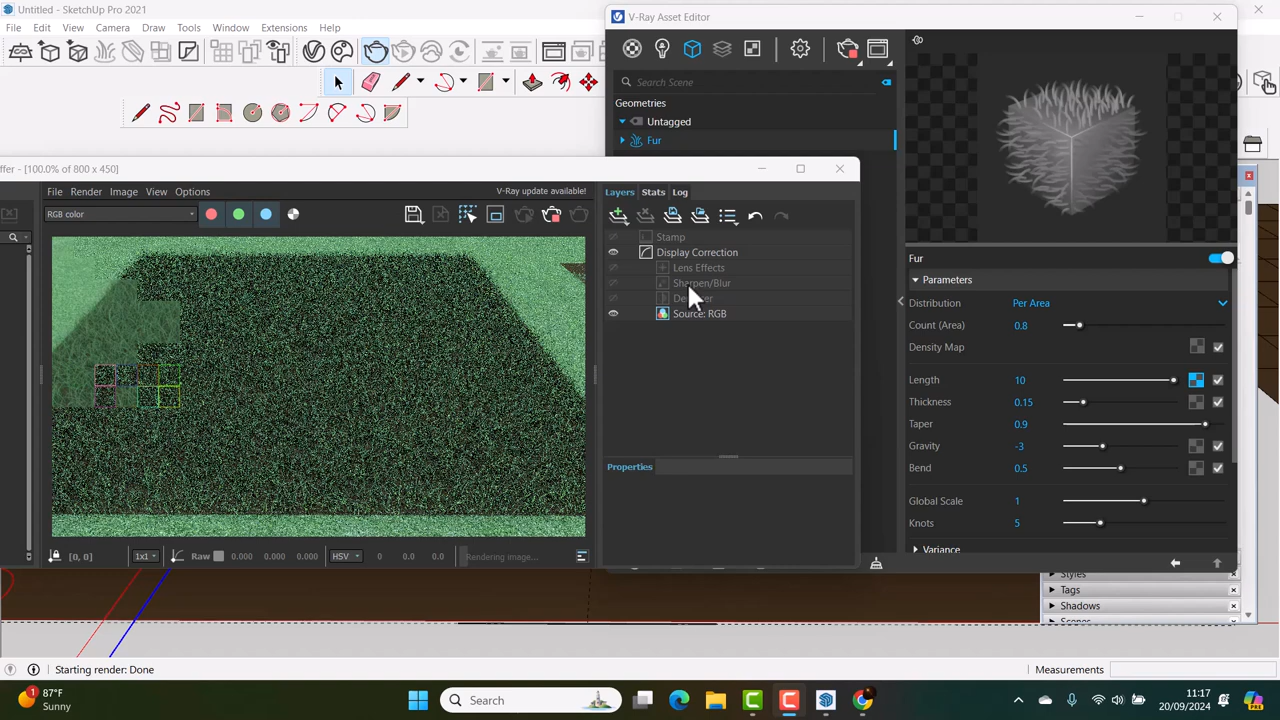 Untitled - SketchUp Pro 2021
File Edit View Camera Draw Tools Window Extensions Help
V-Ray Asset Editor
Search Scene
Geometries
Untagged
Fur
ffer - [100.0% of 800 x 450]
File Render Image View Options
V-Ray update available!
RGB color
Layers Stats Log
Stamp
Display Correction
Lens Effects
Sharpen/Blur
Source: RGB
Properties
[0, 0] 1x1 Raw 0.000 0.000 0.000 HSV 0 0.0 0.0 Rendering image...
Fur
Parameters
Distribution Per Area
Count (Area) 0.8
Density Map
Length 10
Thickness 0.15
Taper 0.9
Gravity -3
Bend 0.5
Global Scale 1
Knots 5
Variance
Styles
Tags
Shadows
Scenes
Starting render: Done
Measurements
1
87°F
Sunny
Search
11:17
20/09/2024